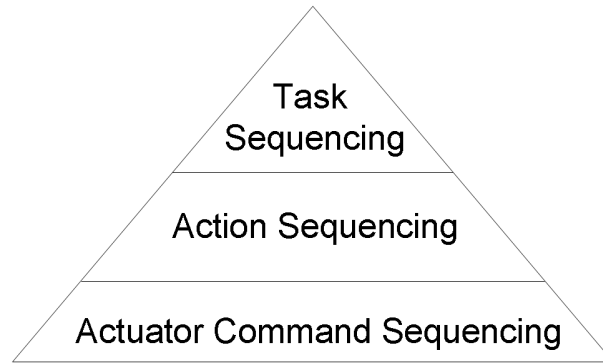 Task
Sequencing
Action Sequencing
Actuator Command Sequencing